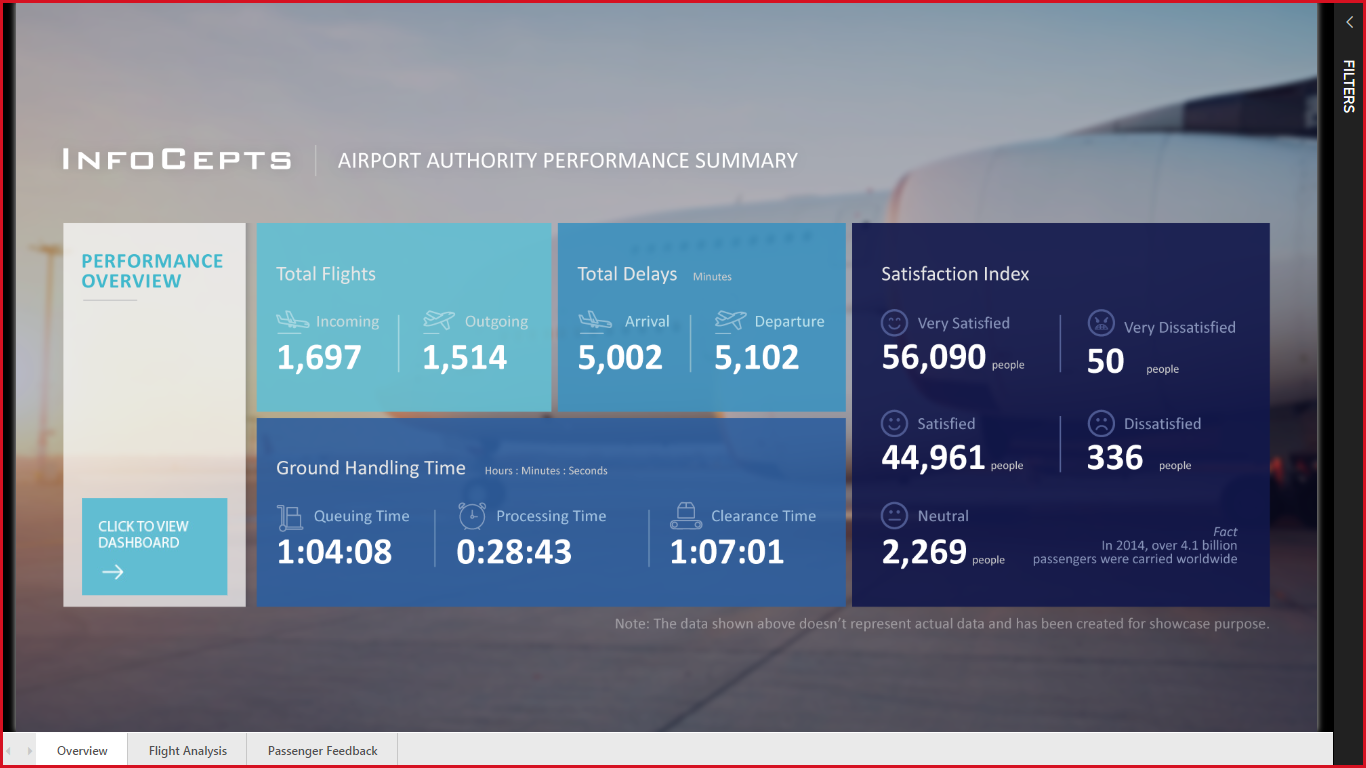 FILTERS
INFOCEPTS
AIRPORT AUTHORITY PERFORMANCE SUMMARY
PERFORMANCE
OVERVIEW
CLICK TO VIEW
DASHBOARD
Total Flights
Incoming
1,697
Outgoing
1,514
Total Delays Minutes
Arrival
5,002
Departure
5,102
Ground Handling Time Hours : Minutes : Seconds
Queuing Time
1:04:08
Processing Time
0:28:43
Clearance Time
1:07:01
Satisfaction Index
Very Satisfied
56,090 people
Very Dissatisfied
50 people
Satisfied
44,961 people
Dissatisfied
336 people
Neutral
2,269 people
Fact
In 2014, over 4.1 billion
passengers were carried worldwide
Note: The data shown above doesn't represent actual data and has been created for showcase purpose.
Overview
Flight Analysis
Passenger Feedback